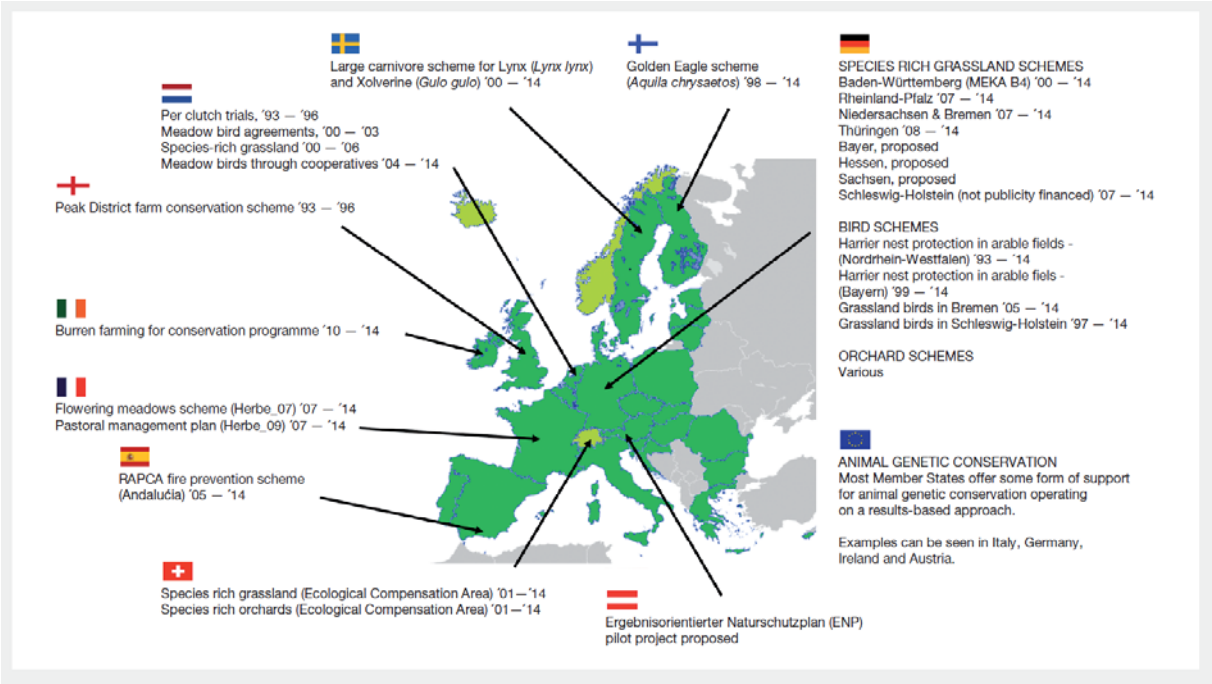 Large carnivore scheme for Lynx (Lynx lynx)
and Xolverine (Gulo gulo) ´00 — ´14
Golden Eagle scheme
(Aquila chrysaetos) ´98 — ´14
Per clutch trials, ´93 — ´96
Meadow bird agreements, ´00 — ´03
Species-rich grassland ´00 — ´06
Meadow birds through cooperatives ´04 — ´14
Peak District farm conservation scheme ´93 — ´96
Burren farming for conservation programme ´10 — ´14
Flowering meadows scheme (Herbe_07) ´07 — ´14
Pastoral management plan (Herbe_09) ´07 — ´14
RAPCA fire prevention scheme
(Andalućia) ´05 — ´14
Species rich grassland (Ecological Compensation Area) ´01—´14
Species rich orchards (Ecological Compensation Area) ´01—´14
Ergebnisorientierter Naturschutzplan (ENP)
pilot project proposed
SPECIES RICH GRASSLAND SCHEMES
Baden-Württemberg (MEKA B4) ´00 — ´14
Rheinland-Pfalz ´07 — ´14
Niedersachsen & Bremen ´07 — ´14
Thüringen ´08 — ´14
Bayer, proposed
Hessen, proposed
Sachsen, proposed
Schleswig-Holstein (not publicity financed) ´07 — ´14
BIRD SCHEMES
Harrier nest protection in arable fields -
(Nordrhein-Westfalen) ´93 — ´14
Harrier nest protection in arable fiels -
(Bayern) ´99 — ´14
Grassland birds in Bremen ´05 — ´14
Grassland birds in Schleswig-Holstein ´97 — ´14
ORCHARD SCHEMES
Various
ANIMAL GENETIC CONSERVATION
Most Member States offer some form of support
for animal genetic conservation operating
on a results-based approach.
Examples can be seen in Italy, Germany,
Ireland and Austria.